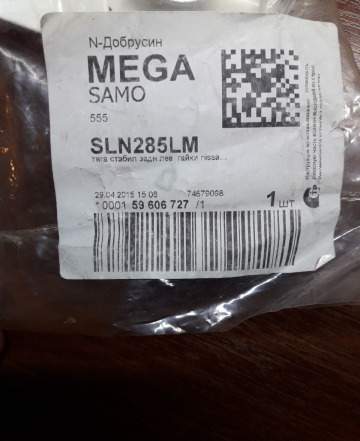 N-Добрусин
MEGA
SAMO
555
SLN285LM
тяга стабил задн лев гайки
29.04.2015 15:08 74679098
*0001 59 606 727 /1
1 шт